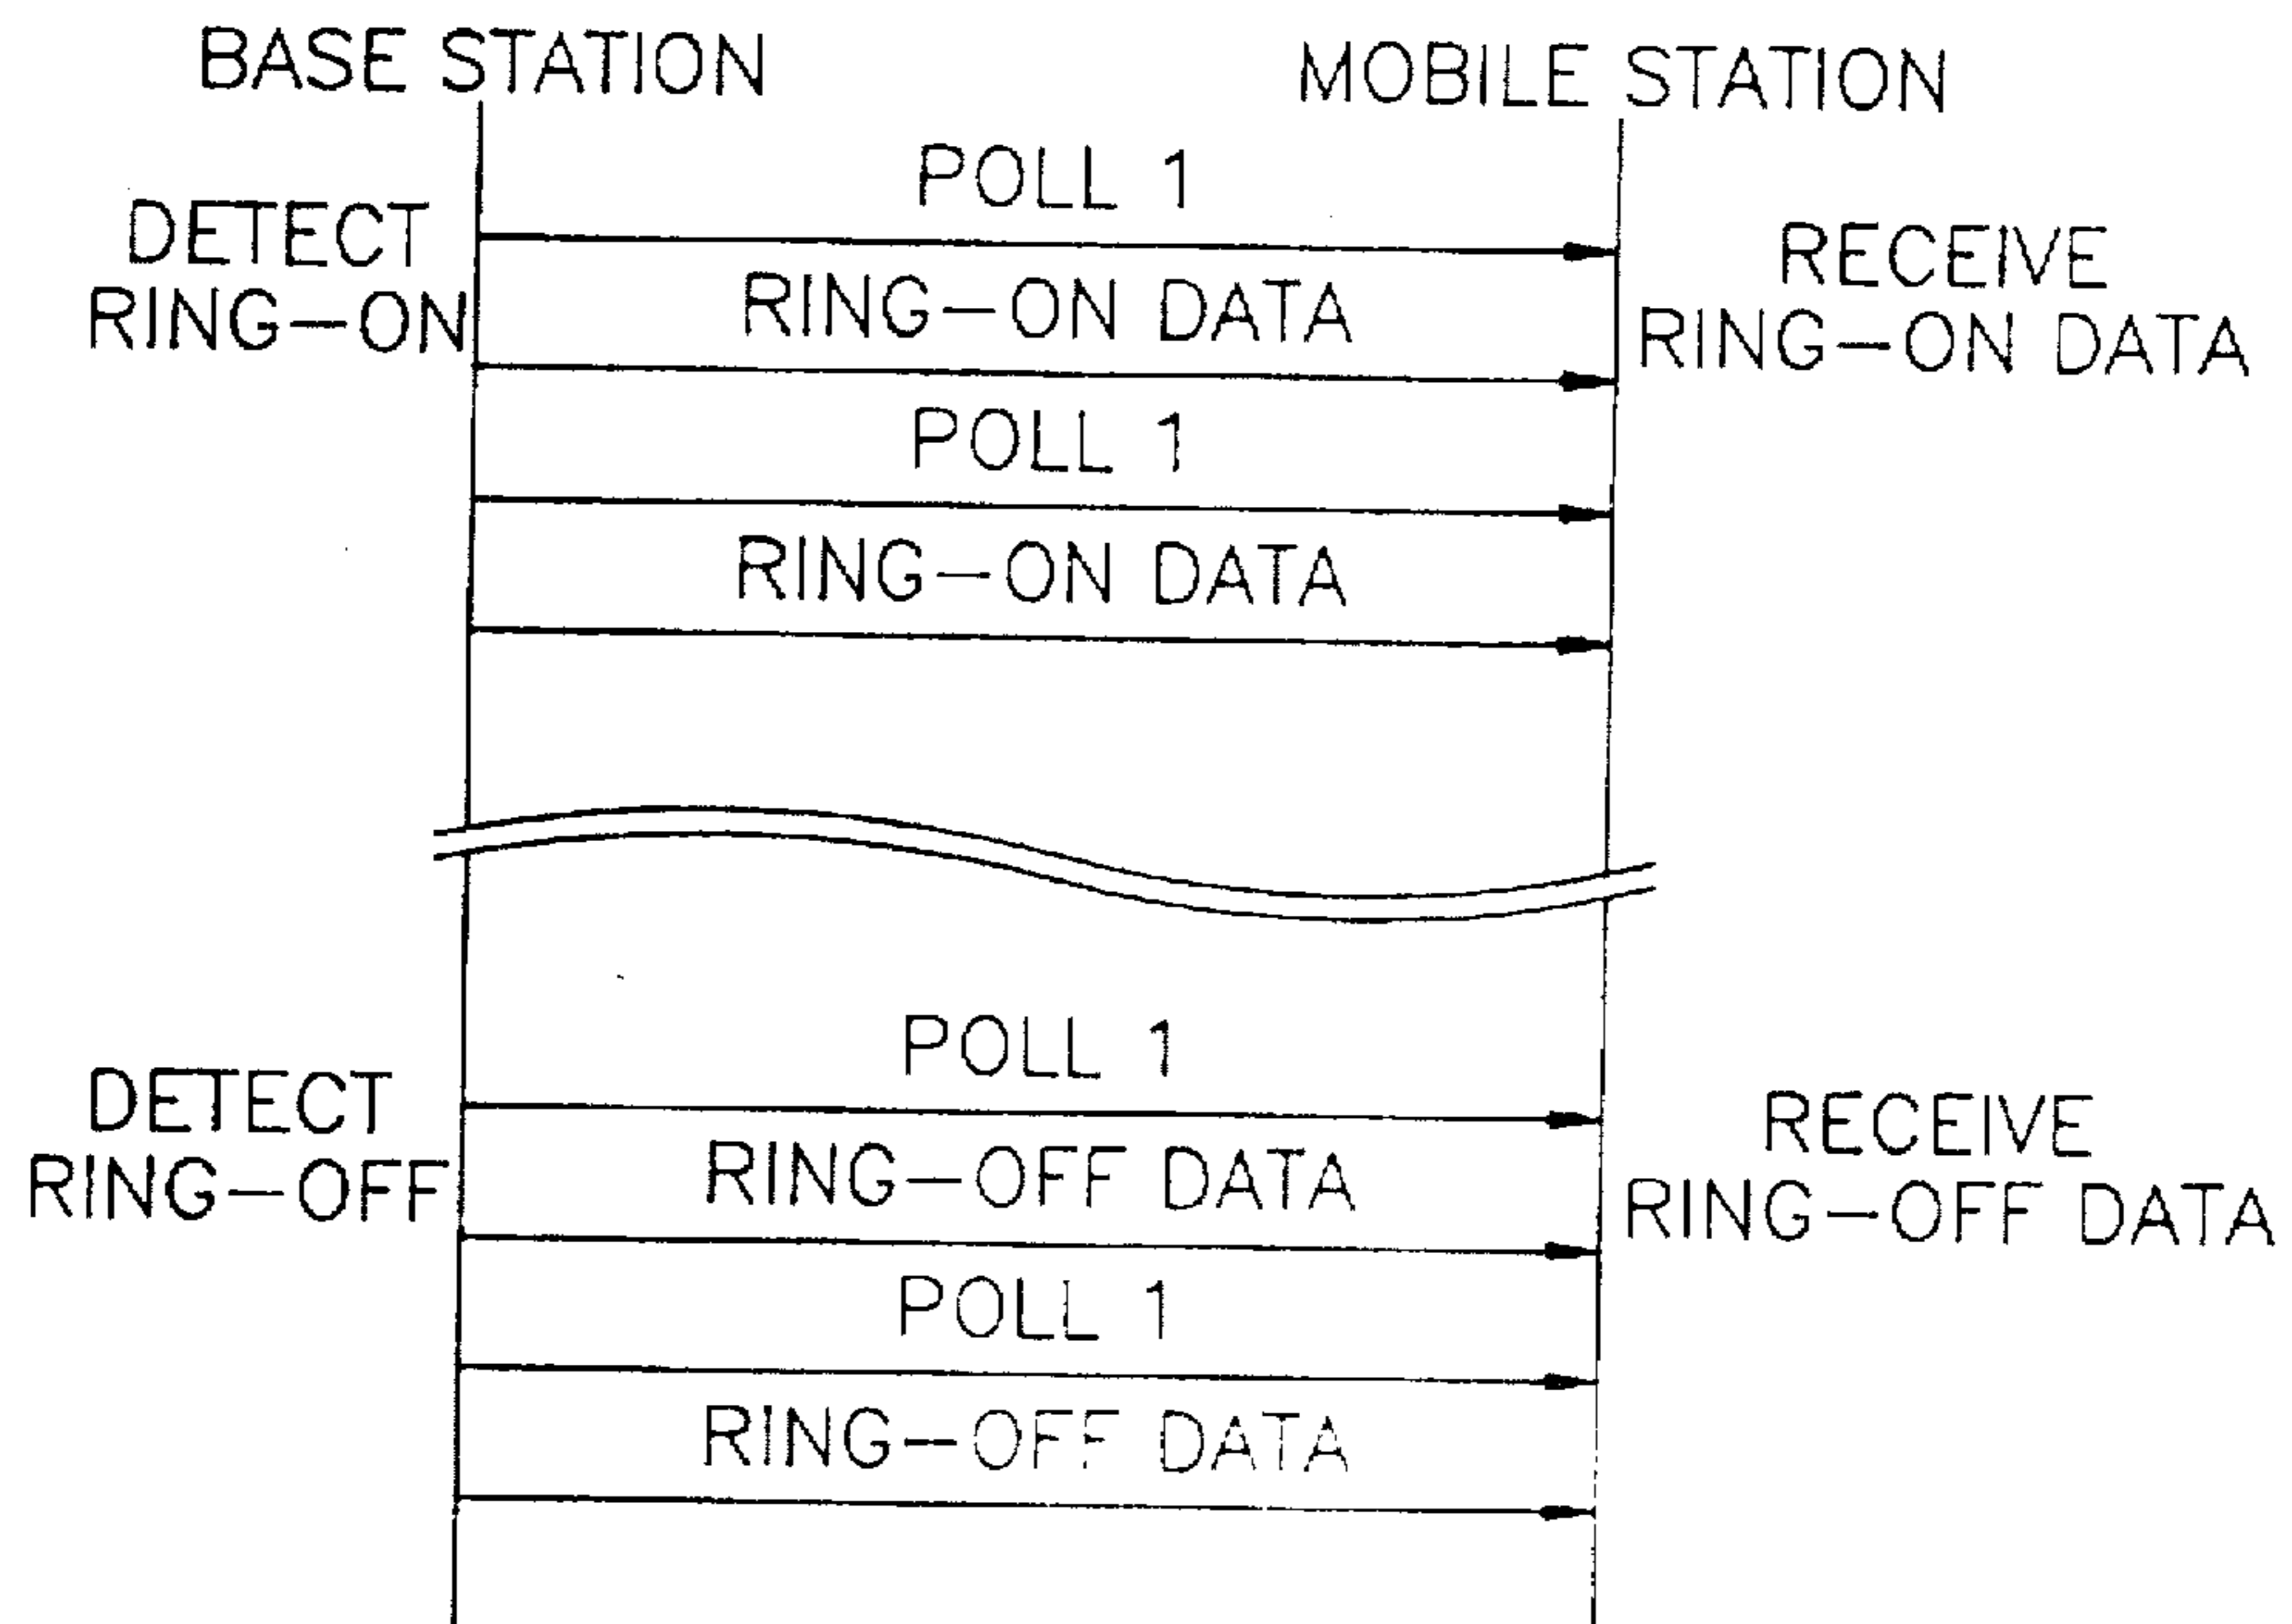 BASE STATION
MOBILE STATION
POLL 1
DETECT
RING-ON
RING-ON DATA
RECEIVE
RING-ON DATA
POLL 1
RING-ON DATA
POLL 1
DETECT
RING-OFF
RING-OFF DATA
RECEIVE
RING-OFF DATA
POLL 1
RING-OFF DATA